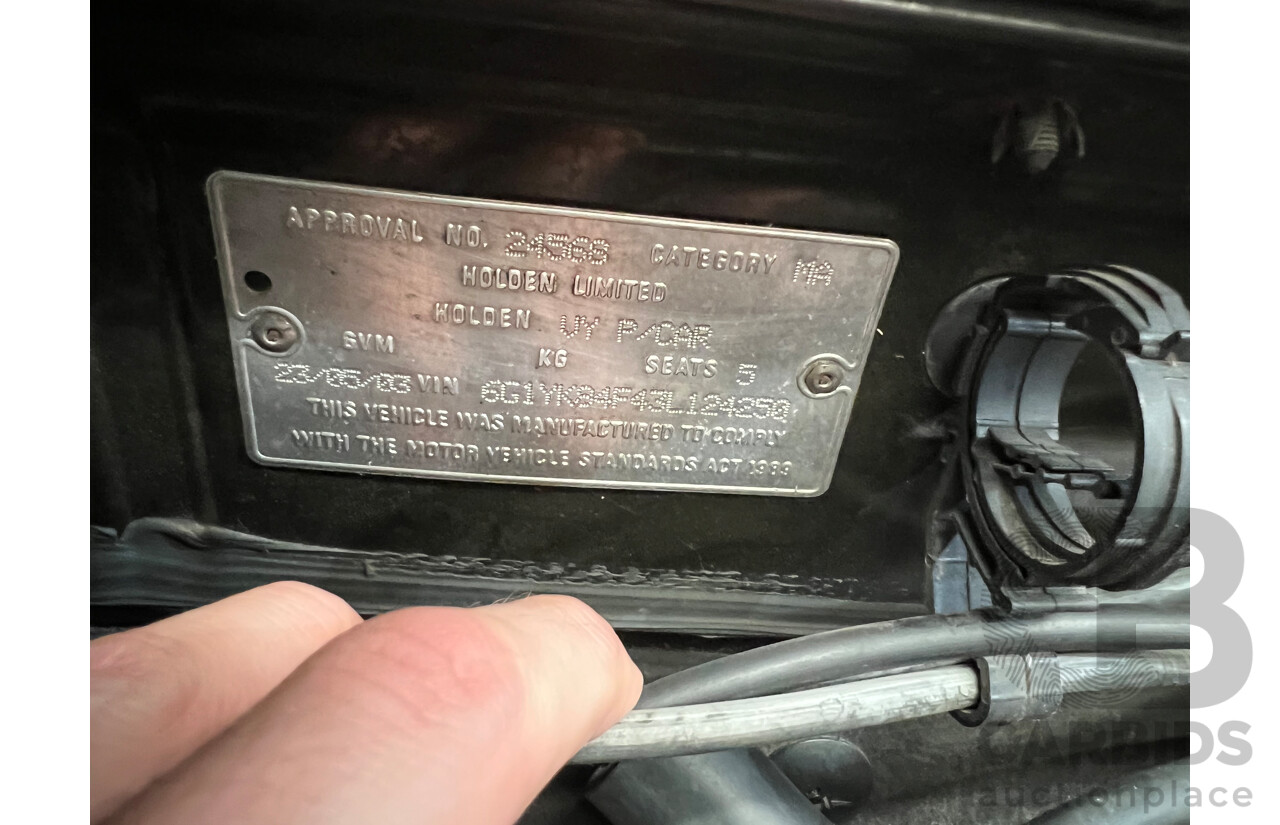 APPROVAL NO. 24568 CATEGORY MA
HOLDEN LIMITED
HOLDEN VY P/CAR
GVM KG SEATS 5
23/05/03 VIN 6G1YK84F43L124250
THIS VEHICLE WAS MANUFACTURED TO COMPLY
WITH THE MOTOR VEHICLE STANDARDS ACT 1989
B
CARBIDS
auctionplace